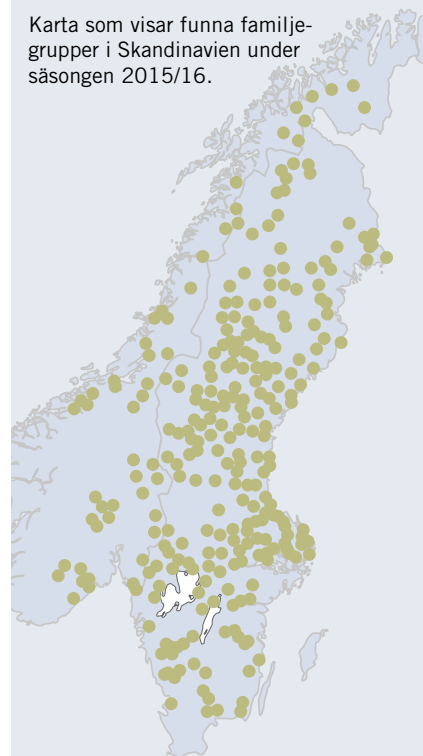 Karta som visar funna familje-
grupper i Skandinavien under
säsongen 2015/16.